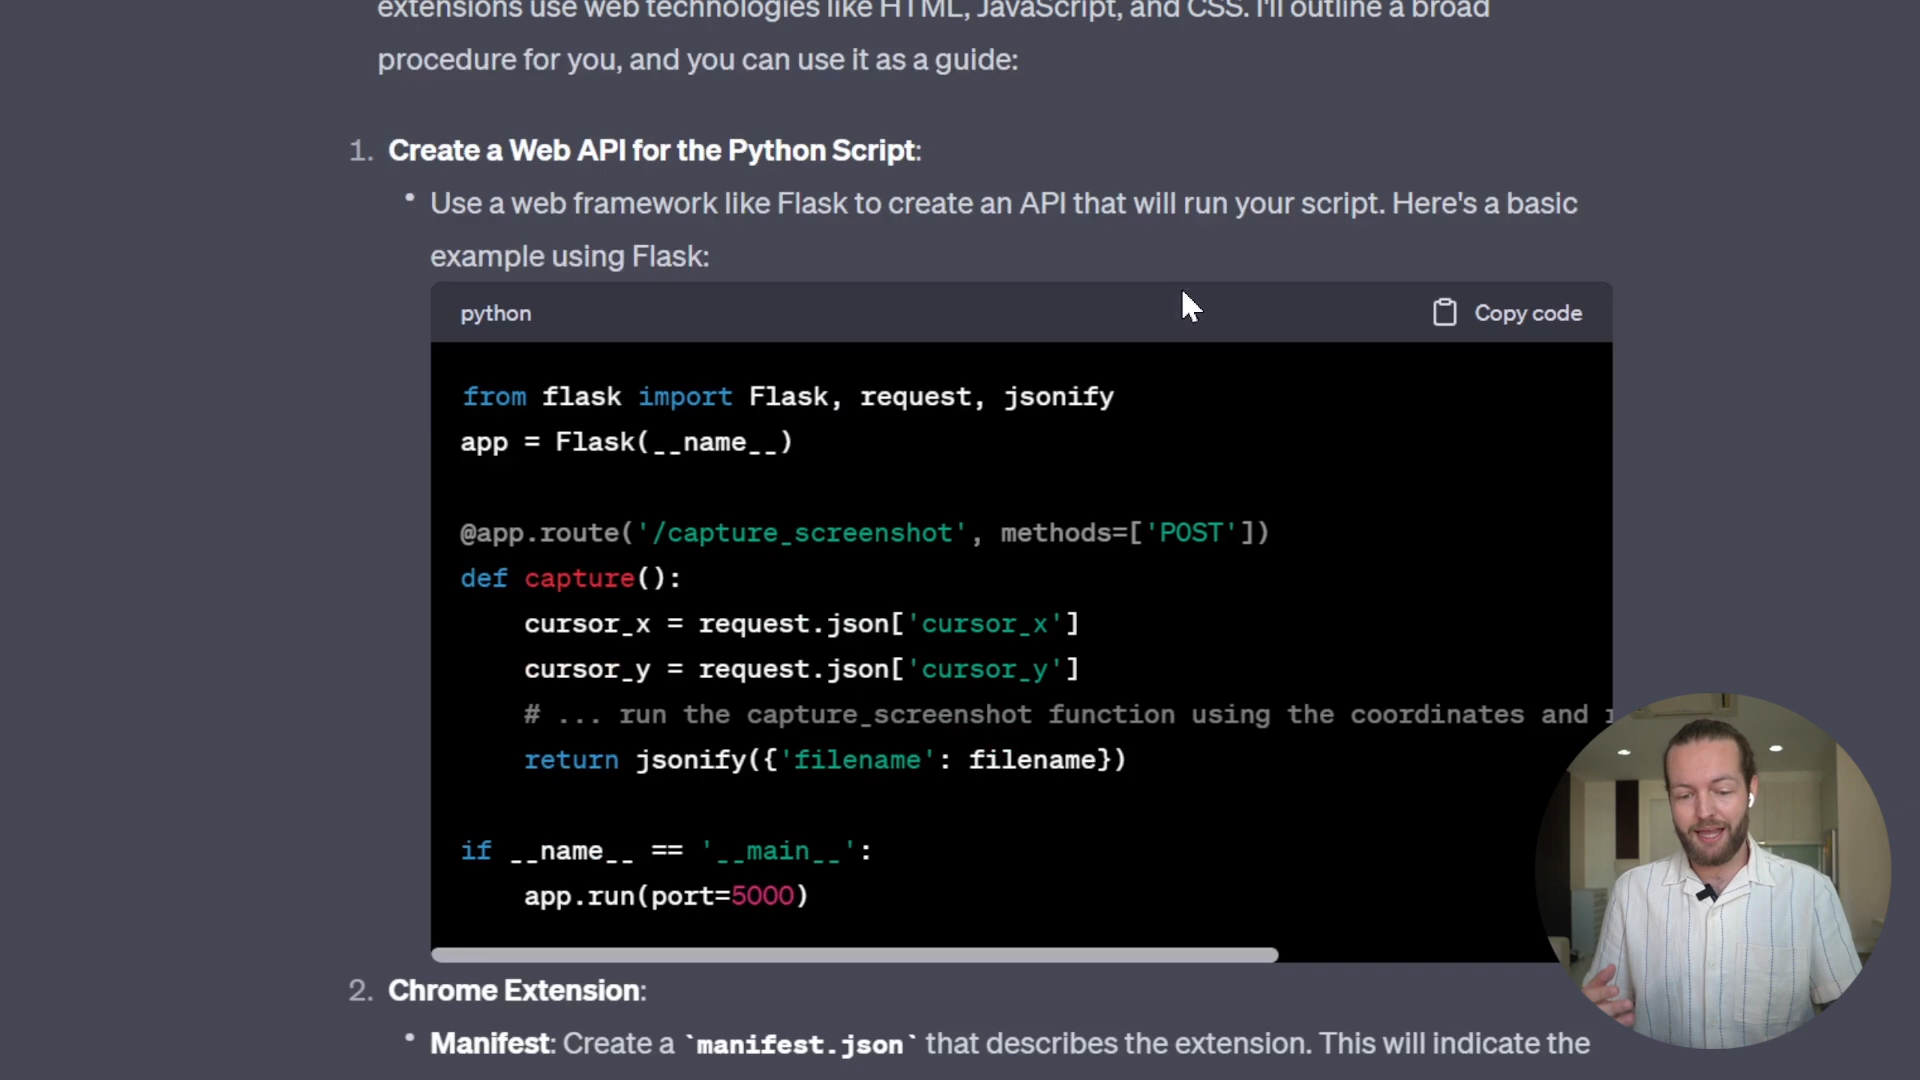 extensions use web technologies like HTML, JavaScript, and CSS. I'll outline a broad
procedure for you, and you can use it as a guide:
1. Create a Web API for the Python Script:
• Use a web framework like Flask to create an API that will run your script. Here's a basic
example using Flask:
python
Copy code
from flask import Flask, request, jsonify
app = Flask(__name__)
@app.route('/capture_screenshot', methods=['POST'])
def capture():
cursor_x = request.json['cursor_x']
cursor_y = request.json['cursor_y']
# ... run the capture_screenshot function using the coordinates and
return jsonify({'filename': filename})
if __name__ == '__main__':
app.run(port=5000)
2. Chrome Extension:
• Manifest: Create a `manifest.json` that describes the extension. This will indicate the